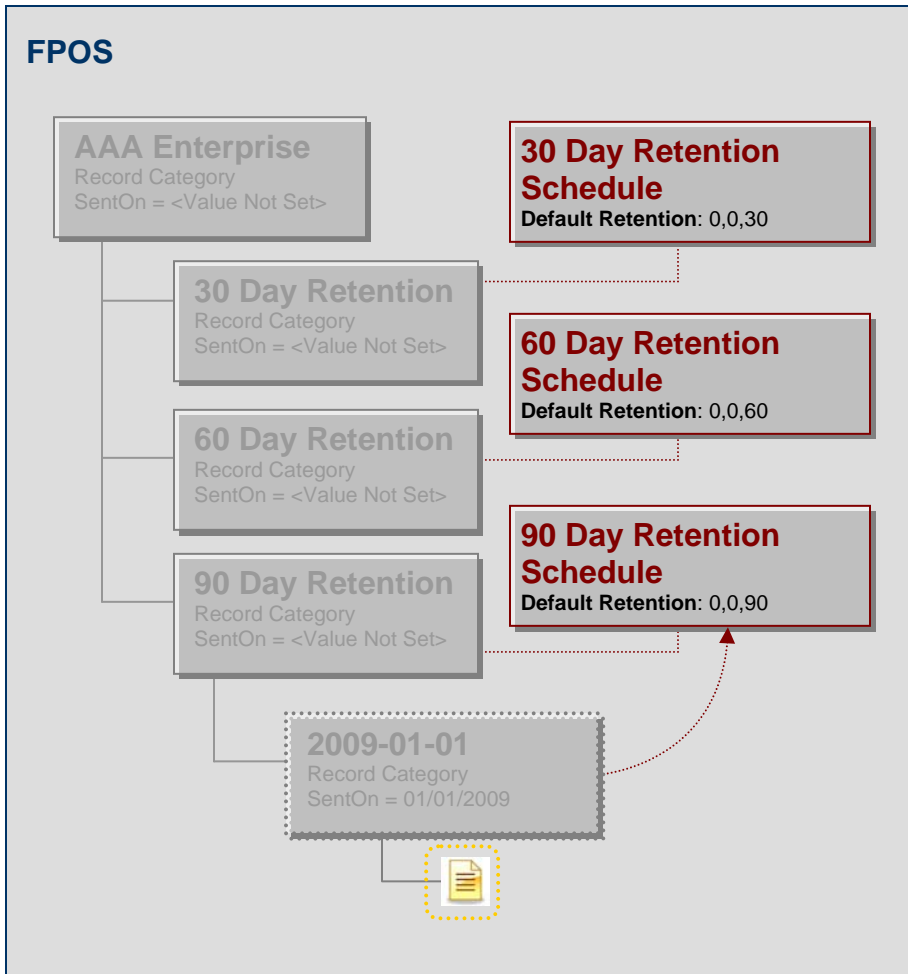 FPOS
AAA Enterprise
Record Category
SentOn = <Value Not Set>
30 Day Retention
Schedule
Default Retention: 0,0,30
30 Day Retention
Record Category
SentOn = <Value Not Set>
60 Day Retention
Schedule
Default Retention: 0,0,60
60 Day Retention
Record Category
SentOn = <Value Not Set>
90 Day Retention
Schedule
Default Retention: 0,0,90
90 Day Retention
Record Category
SentOn = <Value Not Set>
2009-01-01
Record Category
SentOn = 01/01/2009